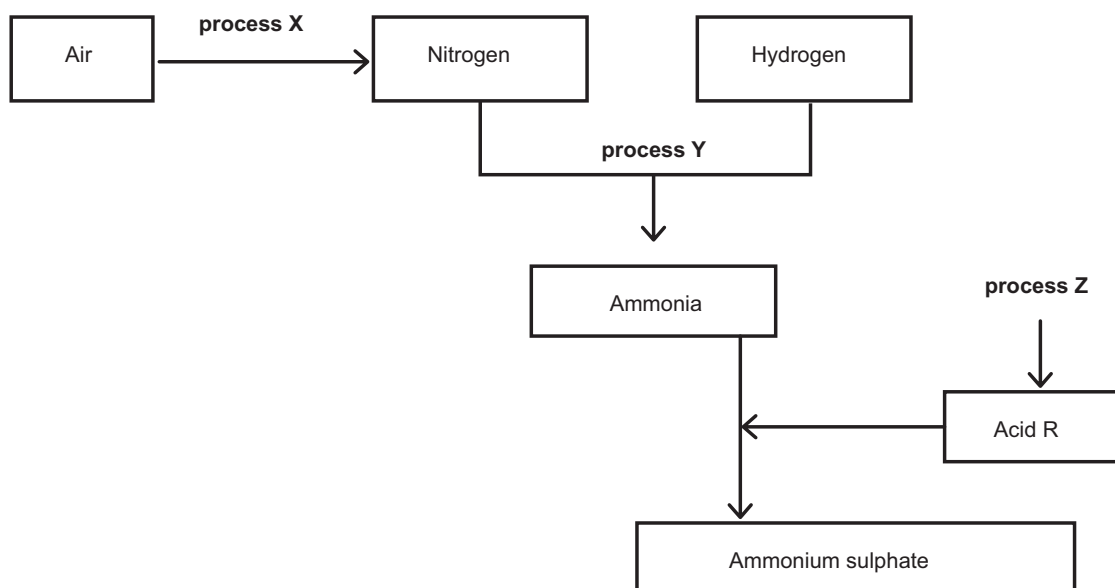 process X
Air
Nitrogen
Hydrogen
process Y
process Z
Ammonia
Acid R
Ammonium sulphate